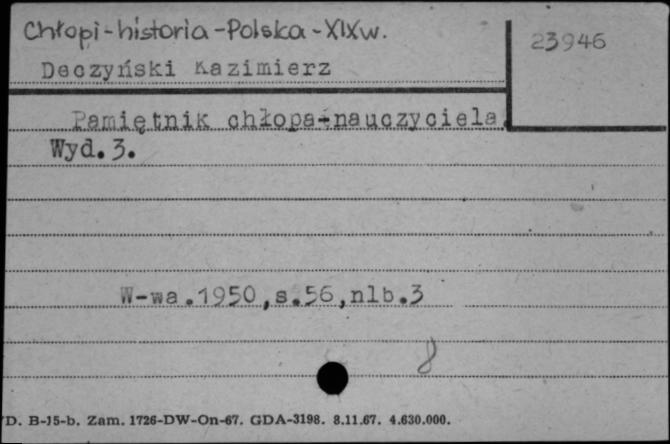 Chłopi-historia-Polska-XIXw.
23946
Deczyński Kazimierz
Pamiętnik chłopa-nauczyciela.
Wyd.3.
W-wa.1950,s.56,nlb.3
8
D. B-15-b. Zam. 1726-DW-On-67. GDA-3198. 8.11.67. 4.630.000.